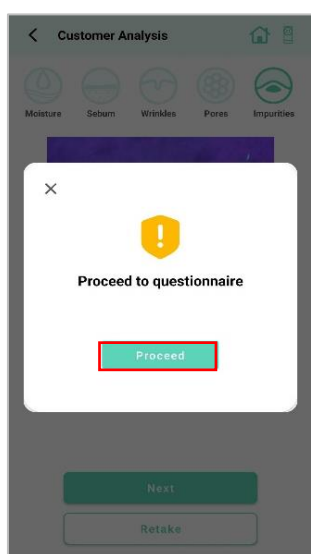 Customer Analysis
Moisture Sebum Wrinkles Pores Impurities
Proceed to questionnaire
Proceed
Next
Retake